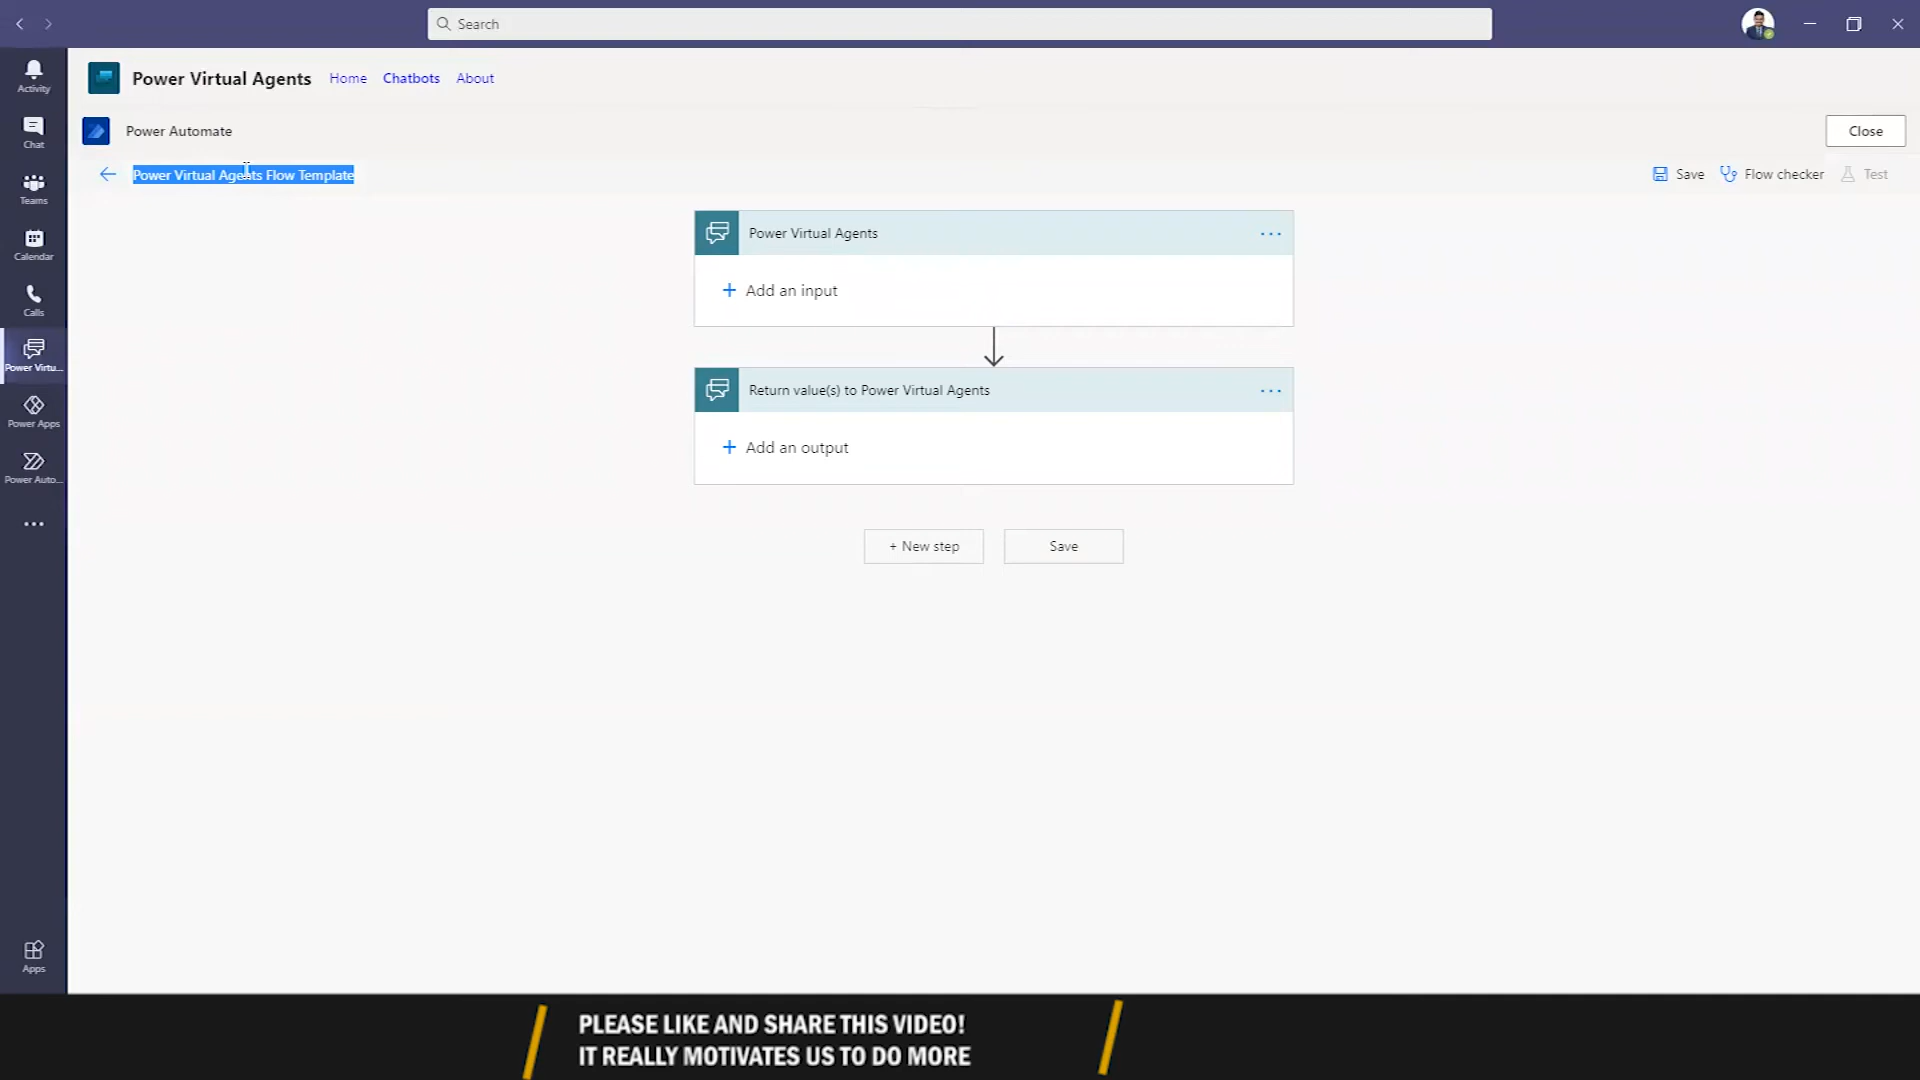 Search
Activity
Chat
Teams
Calendar
Calls
Power Virtu...
Power Apps
Power Auto...
Apps
Power Virtual Agents
Home
Chatbots
About
Power Automate
Close
Power Virtual Agents Flow Template
Save
Flow checker
Test
Power Virtual Agents
Add an input
Return value(s) to Power Virtual Agents
Add an output
+ New step
Save
PLEASE LIKE AND SHARE THIS VIDEO!
IT REALLY MOTIVATES US TO DO MORE